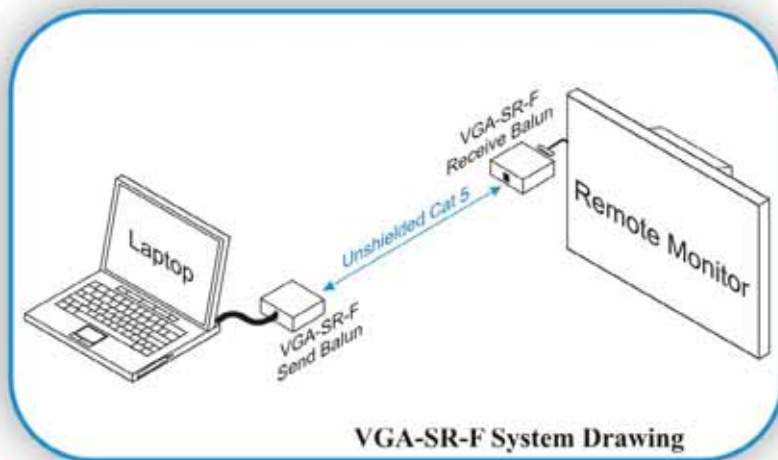 VGA-SR-F
Receive Balun
Remote Monitor
Unshielded Cat 5
Laptop
VGA-SR-F
Send Balun
VGA-SR-F System Drawing